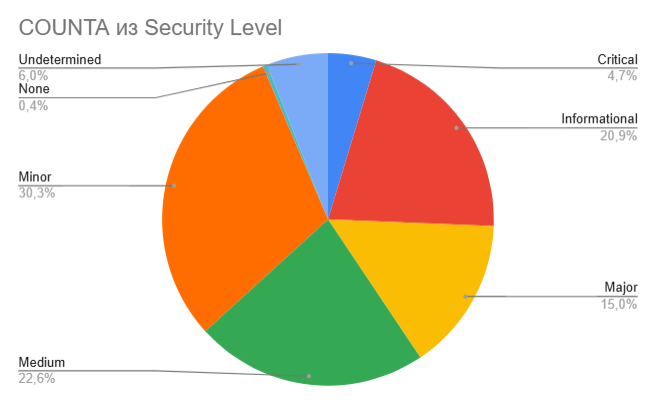 COUNTA из Security Level
Undetermined
6,0%
None
0,4%
Minor
30,3%
Medium
22,6%
Critical
4,7%
Informational
20,9%
Major
15,0%